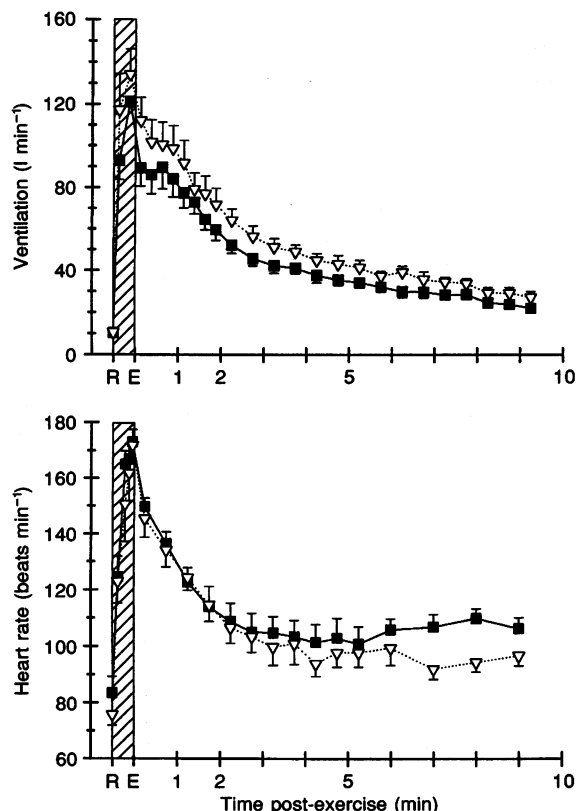 160
120
80
40
0
Ventilation (l min⁻¹)
R E 1 2 5 10
180
160
140
120
100
80
60
Heart rate (beats min⁻¹)
R E 1 2 5 10
Time post-exercise (min)